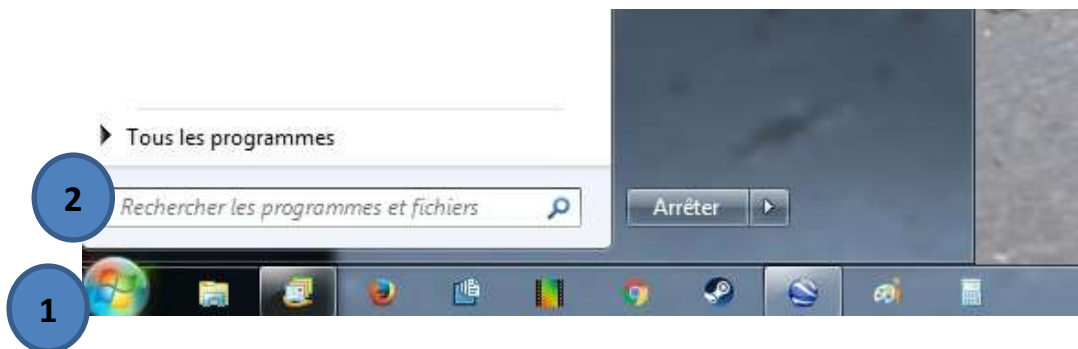 Tous les programmes
2
Rechercher les programmes et fichiers
Arrêter
1